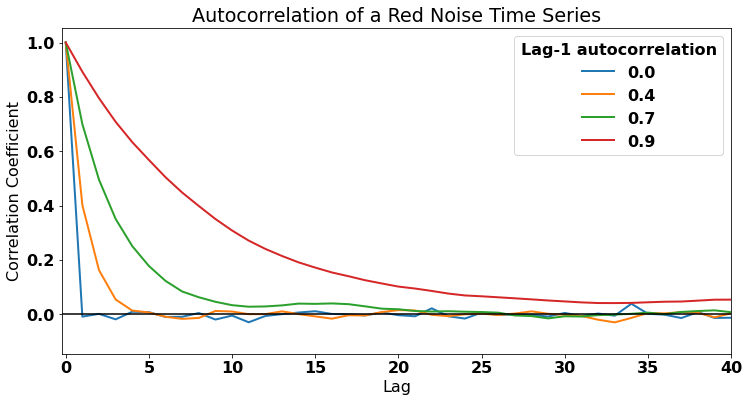 Autocorrelation of a Red Noise Time Series
Correlation Coefficient
1.0
0.8
0.6
0.4
0.2
0.0
Lag-1 autocorrelation
0.0
0.4
0.7
0.9
0 5 10 15 20 25 30 35 40
Lag